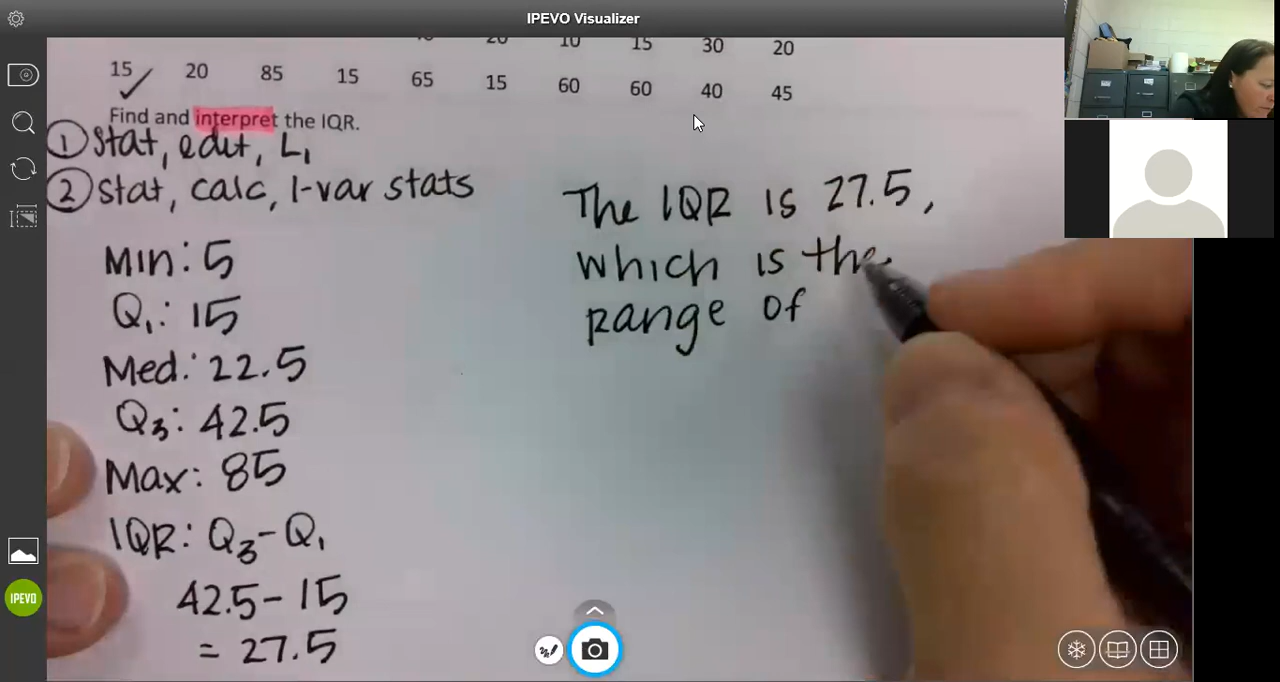 IPEVO Visualizer
20 10 15 30 20
15 20 85 15 65 15 60 60 40 45
Find and interpret the IQR.
① Stat, edit, L₁
② Stat, calc, 1-var stats
Min: 5
Q₁: 15
Med: 22.5
Q₃: 42.5
Max: 85
IQR: Q₃-Q₁
42.5-15
= 27.5
The IQR is 27.5,
which is the
range of
IPEVO